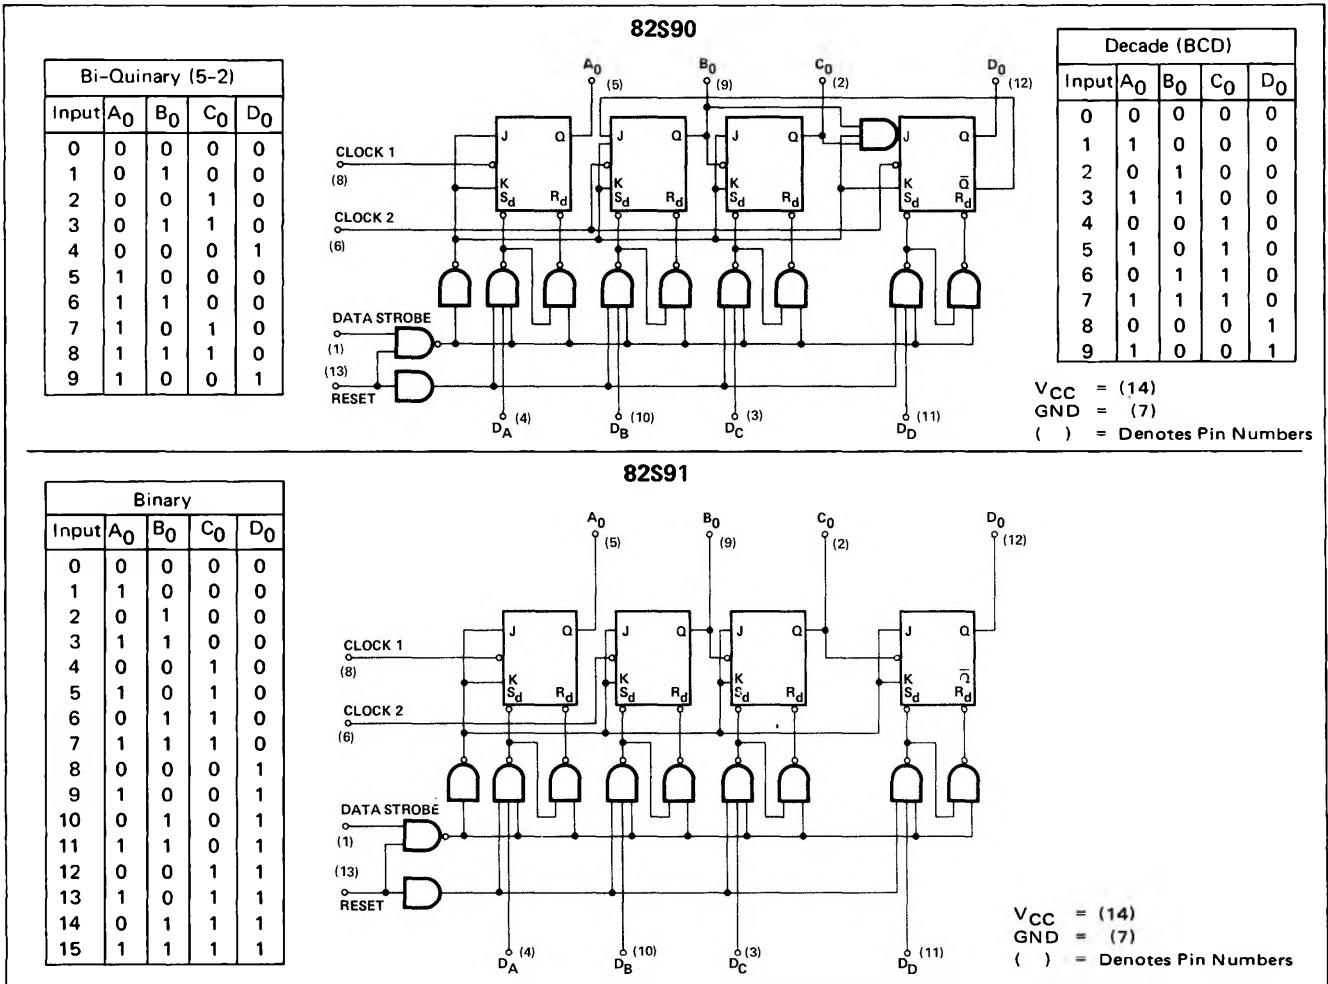 82S90
Bi-Quinary (5-2)
Input A0 B0 C0 D0
0 0 0 0 0
1 0 1 0 0
2 0 0 1 0
3 0 1 1 0
4 0 0 0 1
5 1 0 0 0
6 1 1 0 0
7 1 0 1 0
8 1 1 1 0
9 1 0 0 1
A0 (5)
B0 (9)
C0 (2)
D0 (12)
J Q
K
Sd Rd
J Q
K
Sd Rd
J Q
K
Sd Rd
J Q
K Q̅
Sd Rd
CLOCK 1
(8)
CLOCK 2
(6)
DATA STROBE
(1)
(13)
RESET
DA (4)
DB (10)
DC (3)
DD (11)
Decade (BCD)
Input A0 B0 C0 D0
0 0 0 0 0
1 1 0 0 0
2 0 1 0 0
3 1 1 0 0
4 0 0 1 0
5 1 0 1 0
6 0 1 1 0
7 1 1 1 0
8 0 0 0 1
9 1 0 0 1
VCC = (14)
GND = (7)
( ) = Denotes Pin Numbers
82S91
Binary
Input A0 B0 C0 D0
0 0 0 0 0
1 1 0 0 0
2 0 1 0 0
3 1 1 0 0
4 0 0 1 0
5 1 0 1 0
6 0 1 1 0
7 1 1 1 0
8 0 0 0 1
9 1 0 0 1
10 0 1 0 1
11 1 1 0 1
12 0 0 1 1
13 1 0 1 1
14 0 1 1 1
15 1 1 1 1
A0 (5)
B0 (9)
C0 (2)
D0 (12)
J Q
K
Sd Rd
J Q
K
Sd Rd
J Q
K
Sd Rd
J Q
K Q̅
Sd Rd
CLOCK 1
(8)
CLOCK 2
(6)
DATA STROBE
(1)
(13)
RESET
DA (4)
DB (10)
DC (3)
DD (11)
VCC = (14)
GND = (7)
( ) = Denotes Pin Numbers